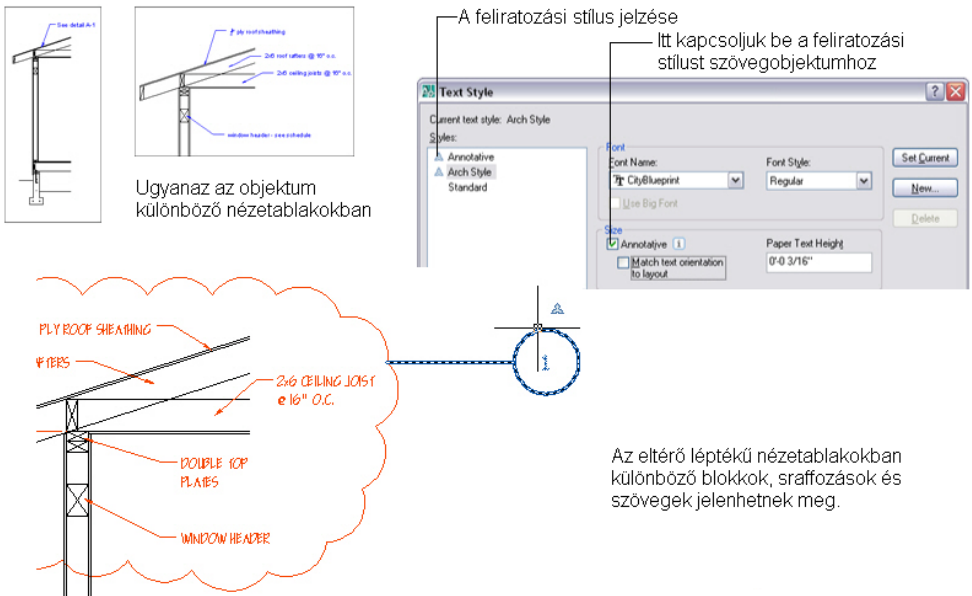 See detail A-1
ply roof sheathing
2x6 roof rafters @ 16" o.c.
2x6 ceiling joists @ 16" o.c.
window header - see schedule
Ugyanaz az objektum
különböző nézetablakokban
A feliratozási stílus jelzése
Itt kapcsoljuk be a feliratozási
stílust szövegobjektumhoz
Text Style
Current text style: Arch Style
Styles:
Annotative
Arch Style
Standard
Font
Font Name:
CityBlueprint
Font Style:
Regular
Use Big Font
Size
Annotative
Match text orientation
to layout
Paper Text Height
0'-0 3/16"
Set Current
New...
Delete
PLY ROOF SHEATHING
FTERS
2x6 CEILING JOIST
@ 16" O.C.
DOUBLE TOP
PLATES
WINDOW HEADER
1
Az eltérő léptékű nézetablakokban
különböző blokkok, sraffozások és
szövegek jelenhetnek meg.